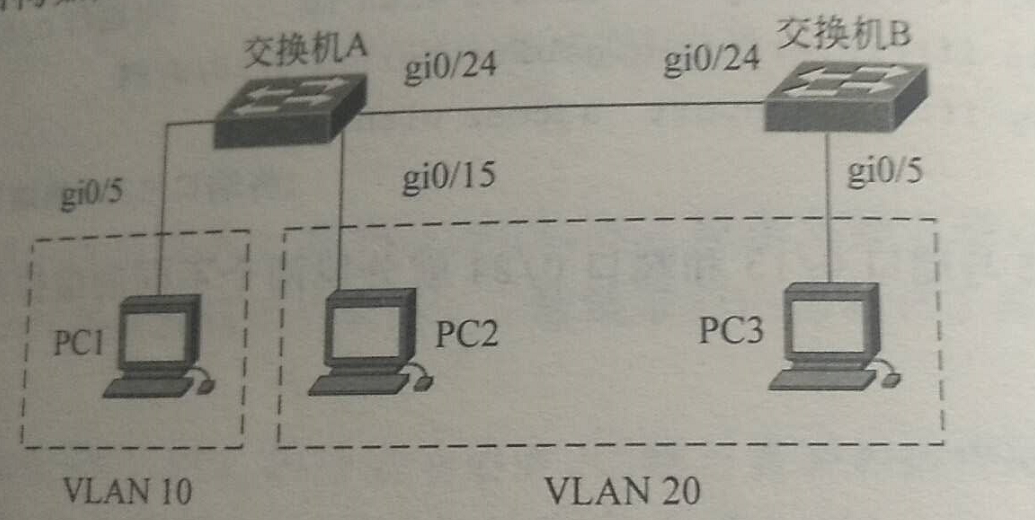 交换机A
gi0/24
gi0/24
交换机B
gi0/5
gi0/15
gi0/5
PC1
PC2
PC3
VLAN 10
VLAN 20